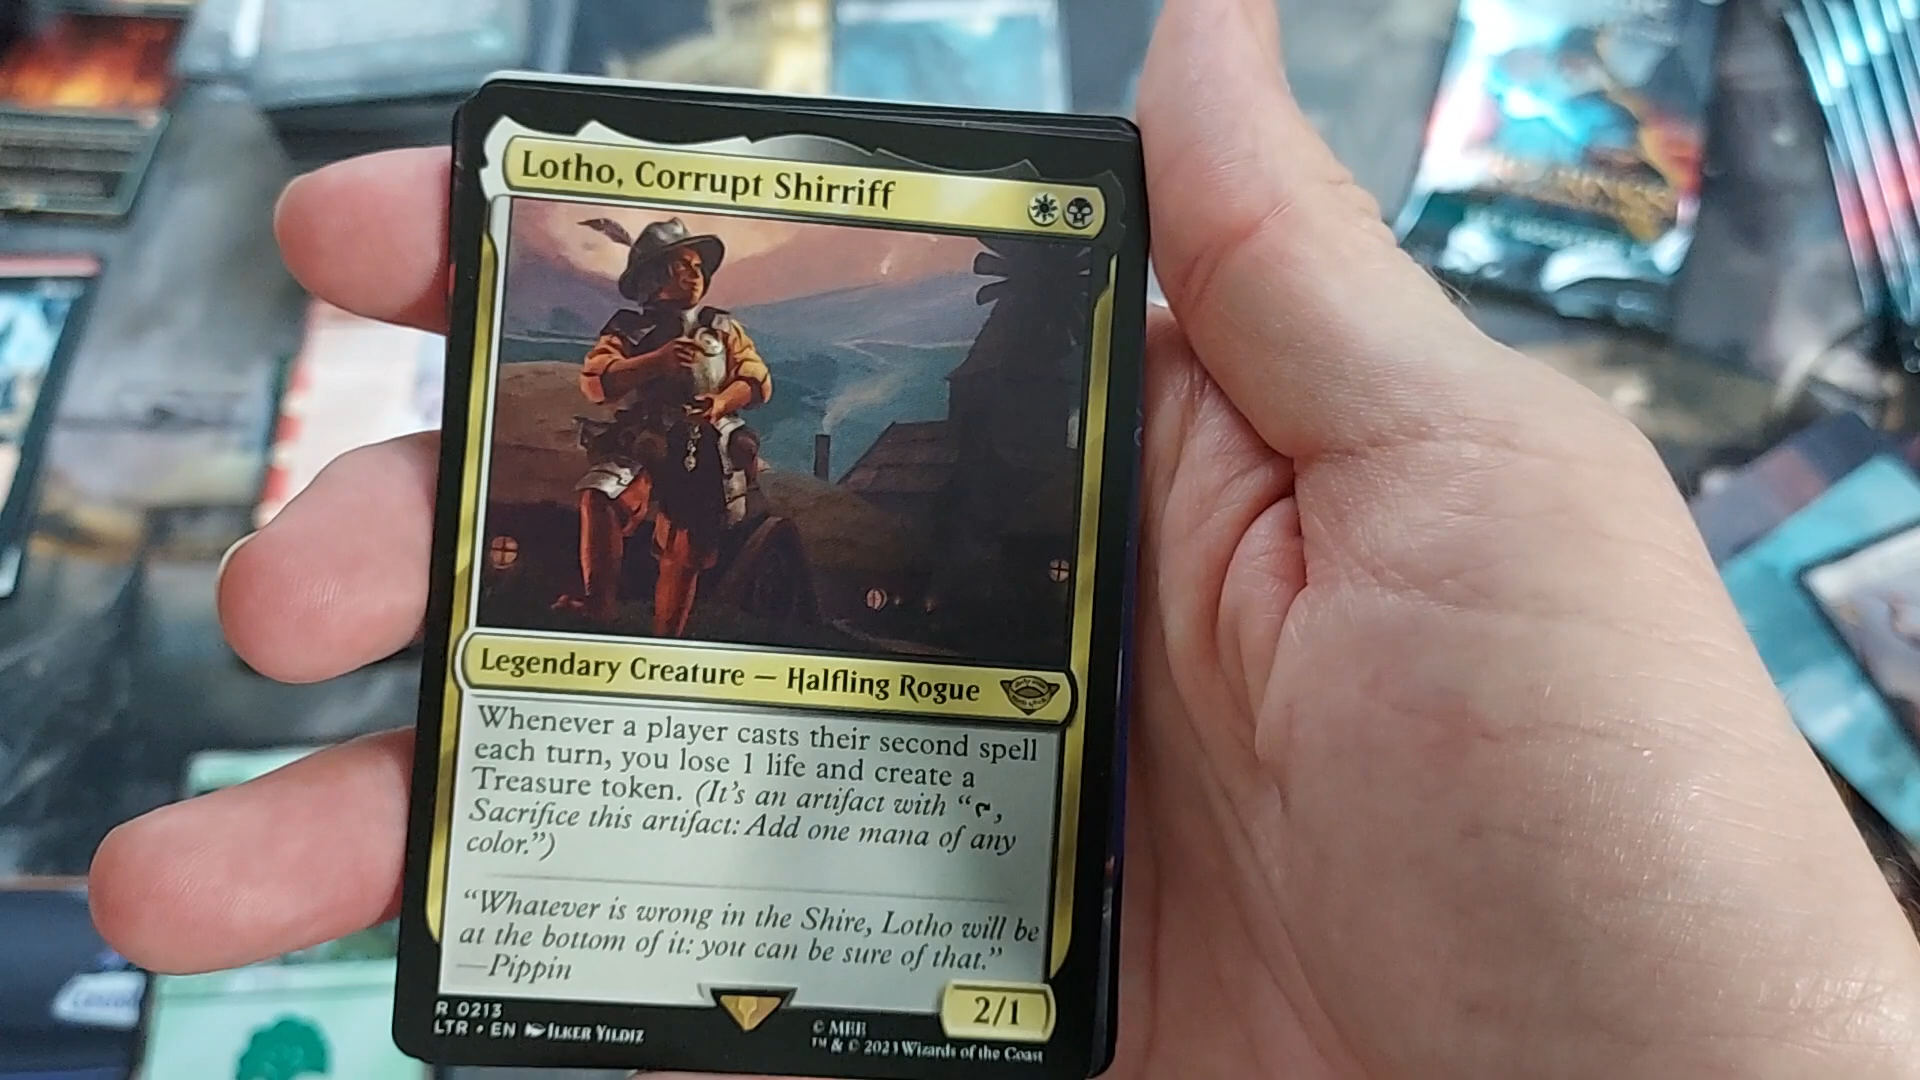 Lotho, Corrupt Shirriff
Legendary Creature — Halfling Rogue
Whenever a player casts their second spell
each turn, you lose 1 life and create a
Treasure token. (It's an artifact with “,
Sacrifice this artifact: Add one mana of any
color.”)
“Whatever is wrong in the Shire, Lotho will be
at the bottom of it: you can be sure of that.”
—Pippin
2/1
R 0213
LTR • EN ILKER YILDIZ
© MEE
™ & © 2023 Wizards of the Coast